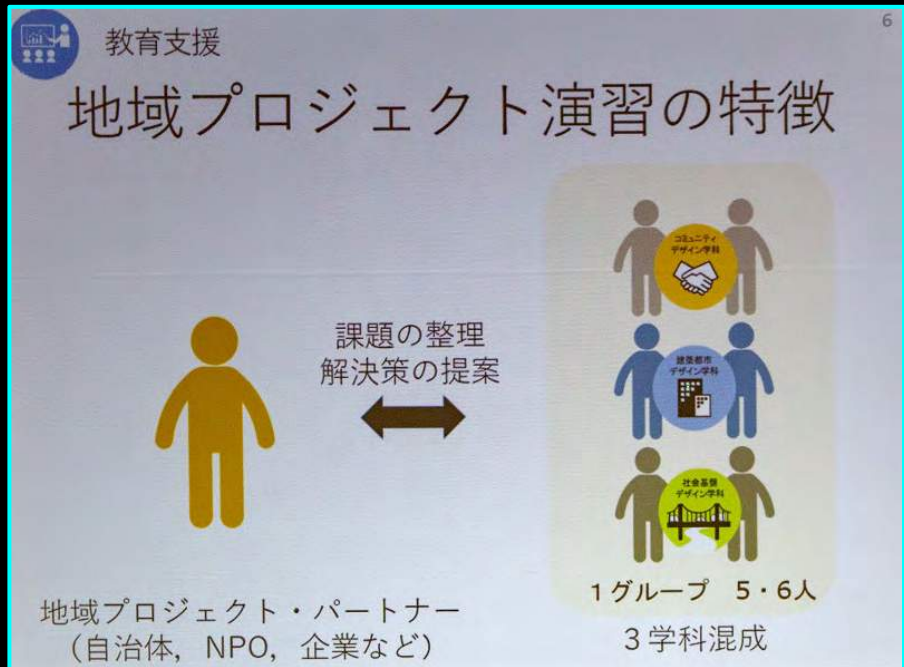 6
教育支援
地域プロジェクト演習の特徴
コミュニティ
デザイン学科
課題の整理
解決策の提案
建築都市
デザイン学科
社会基盤
デザイン学科
地域プロジェクト・パートナー
（自治体，NPO，企業など）
1グループ 5・6人
3学科混成